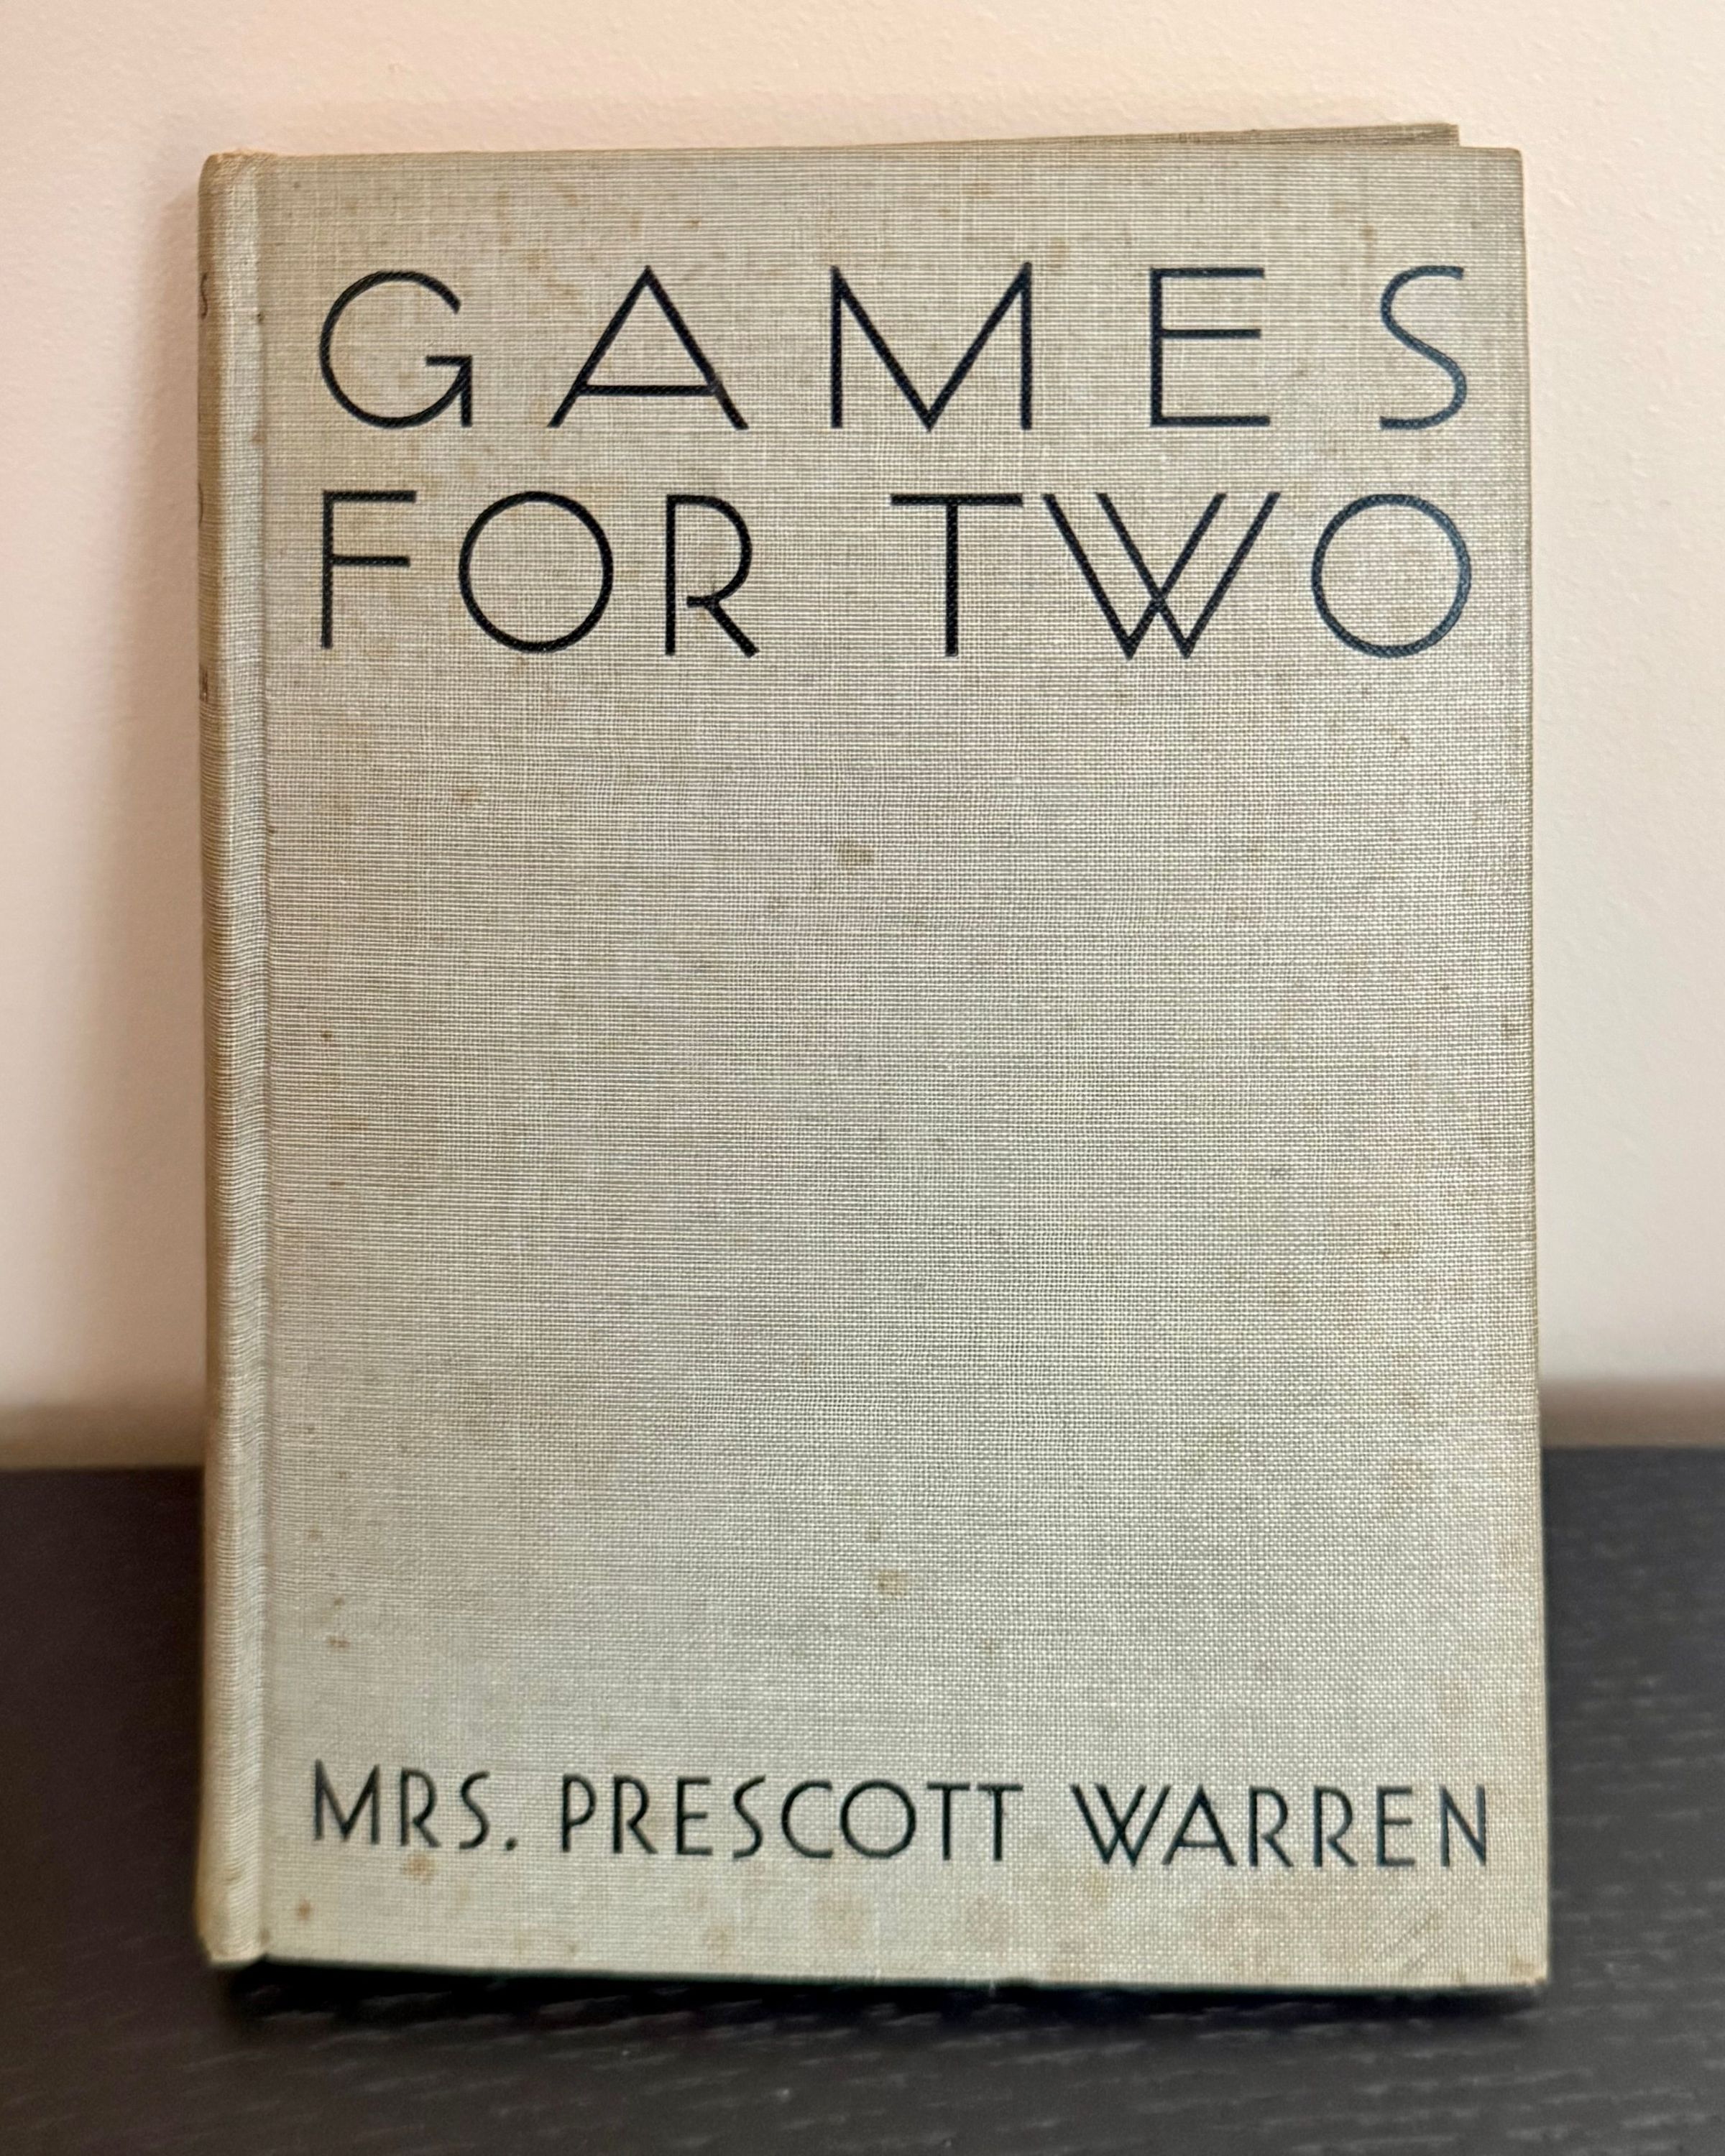 GAMES
FOR TWO
MRS. PRESCOTT WARREN